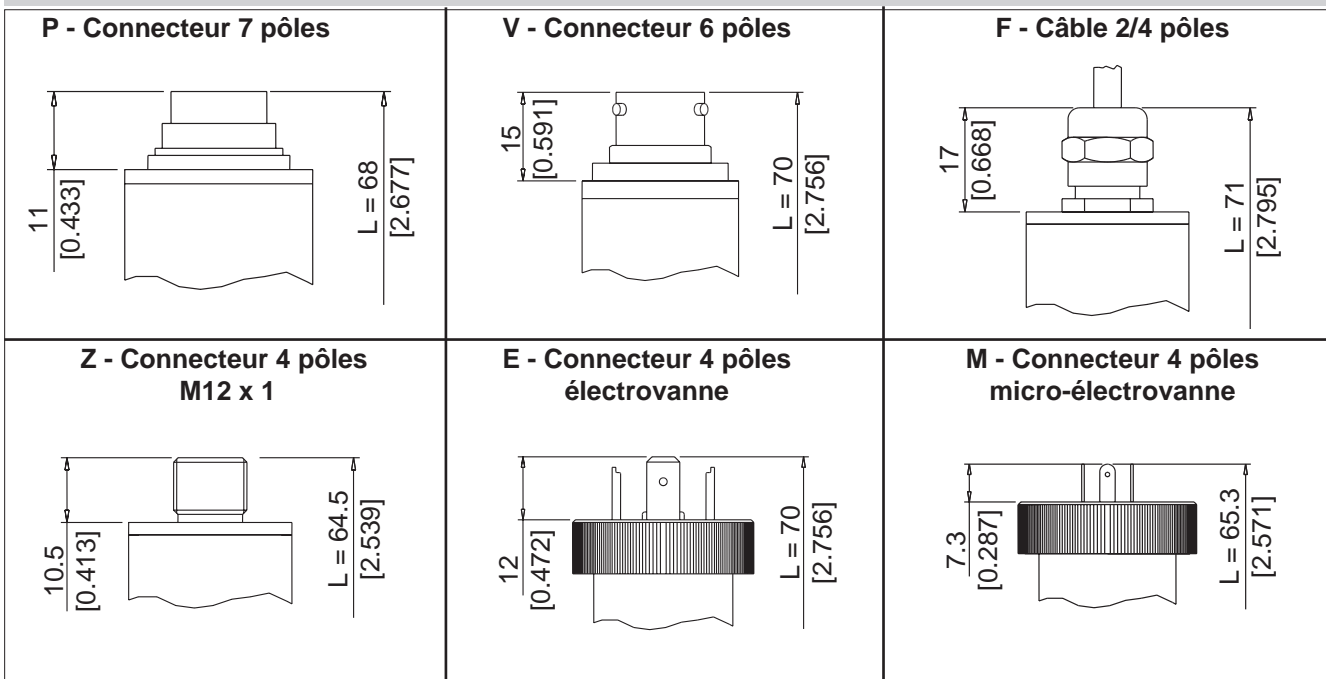 P - Connecteur 7 pôles
11
[0.433]
L = 68
[2.677]
V - Connecteur 6 pôles
15
[0.591]
L = 70
[2.756]
F - Câble 2/4 pôles
17
[0.668]
L = 71
[2.795]
Z - Connecteur 4 pôles
M12 x 1
10.5
[0.413]
L = 64.5
[2.539]
E - Connecteur 4 pôles
électrovanne
12
[0.472]
L = 70
[2.756]
M - Connecteur 4 pôles
micro-électrovanne
7.3
[0.287]
L = 65.3
[2.571]